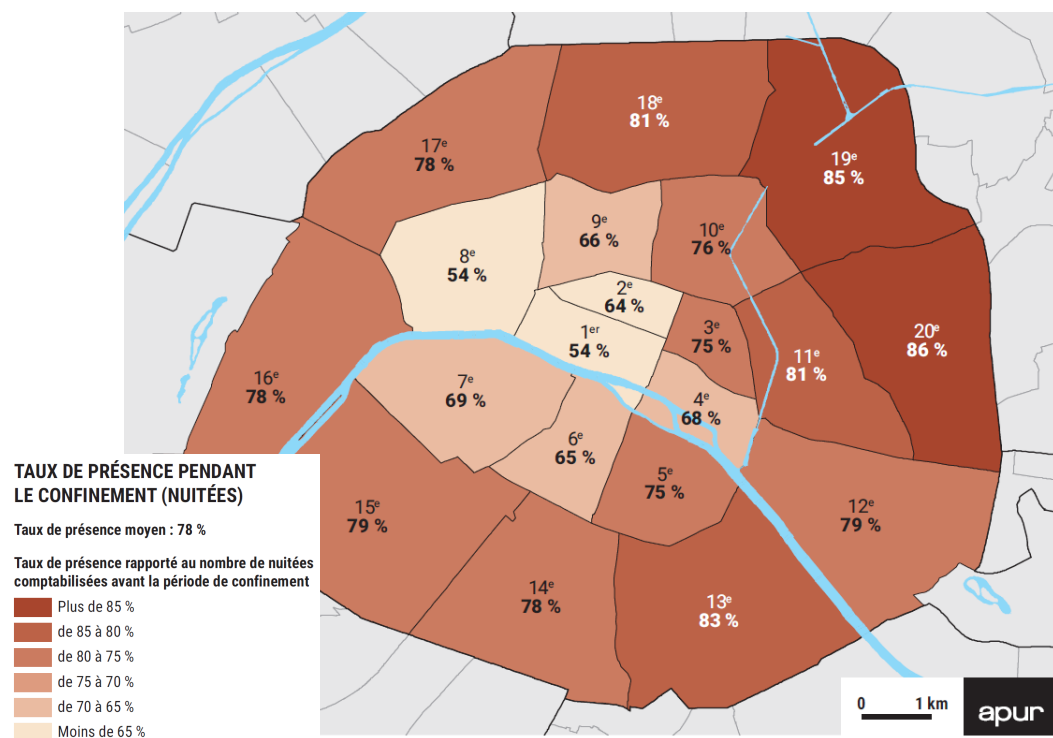 18e
81 %
17e
78 %
19e
85 %
9e
66 %
10e
76 %
8e
54 %
2e
64 %
1er
54 %
3e
75 %
20e
86 %
11e
81 %
16e
78 %
7e
69 %
4e
68 %
6e
65 %
5e
75 %
15e
79 %
12e
79 %
14e
78 %
13e
83 %
TAUX DE PRÉSENCE PENDANT
LE CONFINEMENT (NUITÉES)
Taux de présence moyen : 78 %
Taux de présence rapporté au nombre de nuitées
comptabilisées avant la période de confinement
Plus de 85 %
de 85 à 80 %
de 80 à 75 %
de 75 à 70 %
de 70 à 65 %
Moins de 65 %
0 1 km
apur